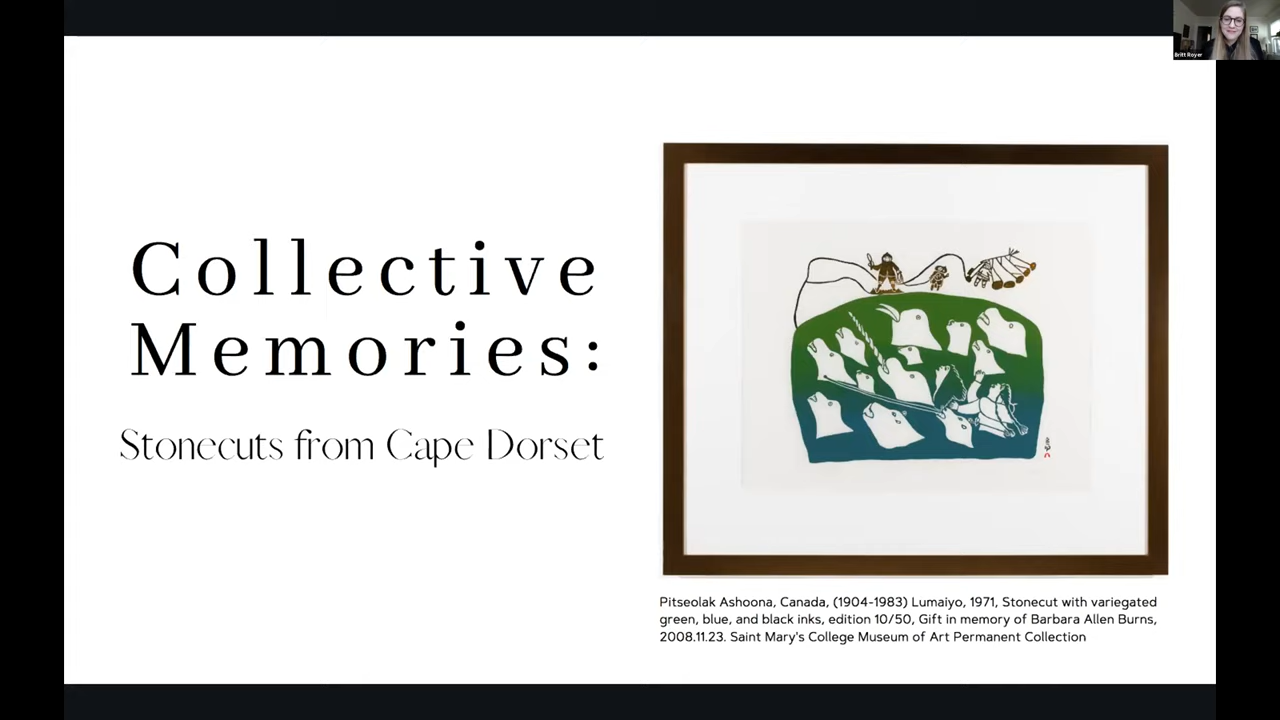 Britt Royer
Collective
Memories:
Stonecuts from Cape Dorset
Pitseolak Ashoona, Canada, (1904-1983) Lumaiyo, 1971, Stonecut with variegated
green, blue, and black inks, edition 10/50, Gift in memory of Barbara Allen Burns,
2008.11.23. Saint Mary's College Museum of Art Permanent Collection